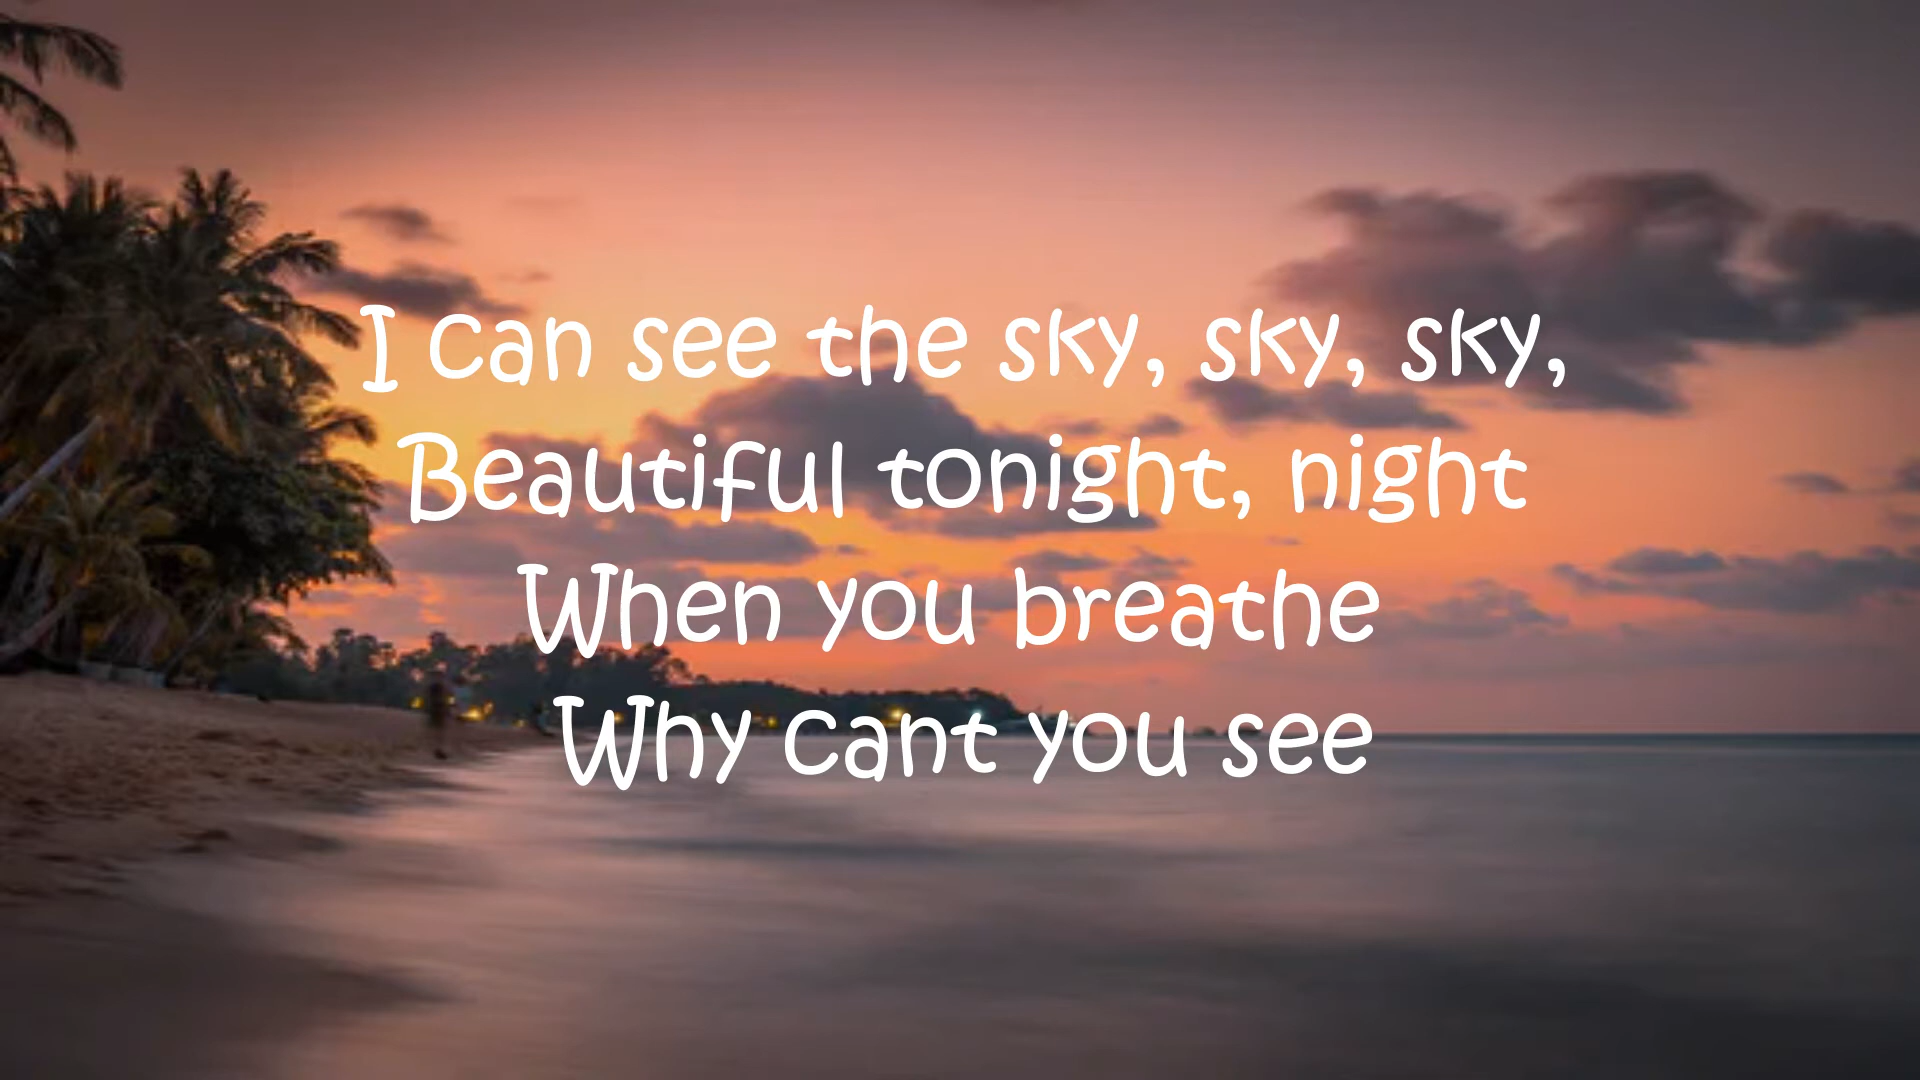 I can see the sky, sky, sky,
Beautiful tonight, night
When you breathe
Why cant you see